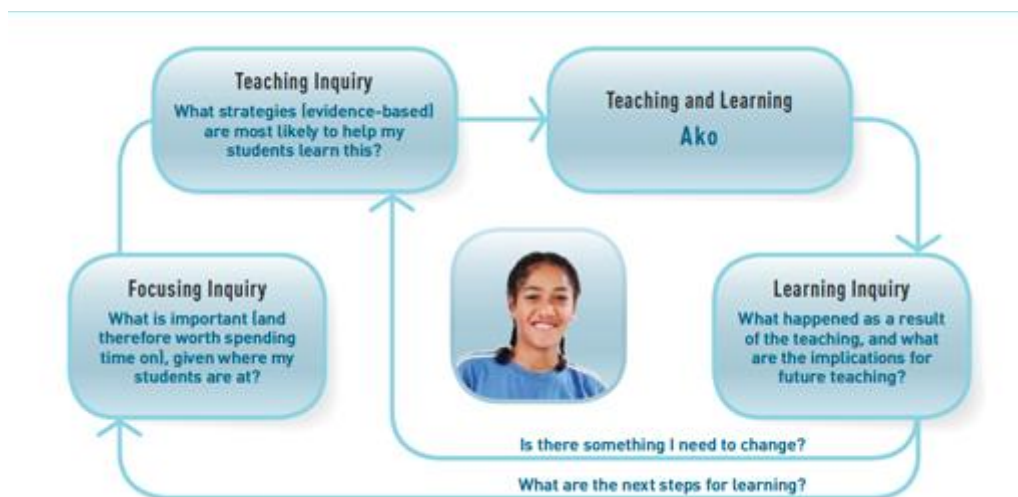 Teaching Inquiry
What strategies (evidence-based)
are most likely to help my
students learn this?
Teaching and Learning
Ako
Focusing Inquiry
What is important (and
therefore worth spending
time on), given where my
students are at?
Learning Inquiry
What happened as a result
of the teaching, and what
are the implications for
future teaching?
Is there something I need to change?
What are the next steps for learning?